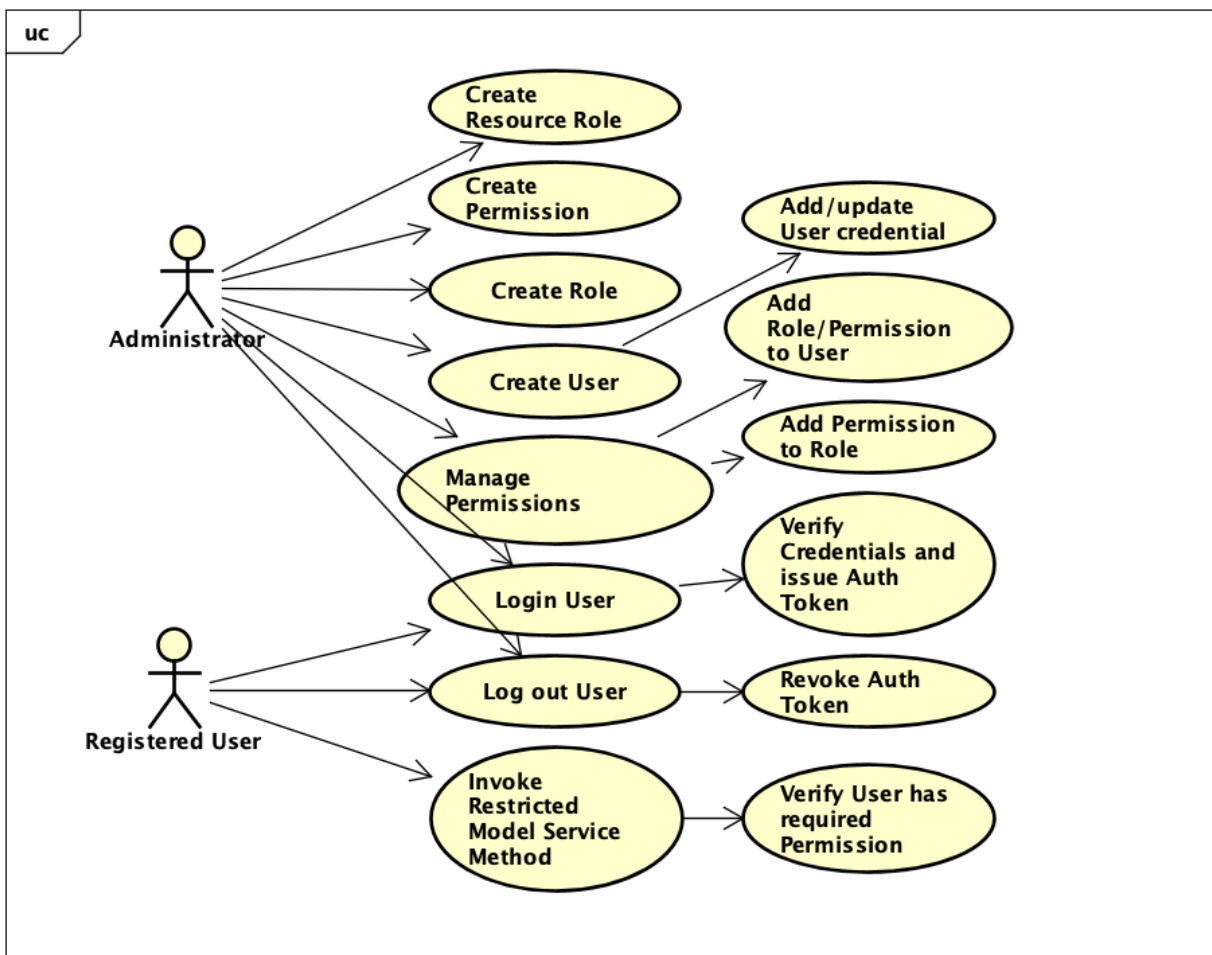 uc
Create
Resource Role
Create
Permission
Add/update
User credential
Create Role
Add
Role/Permission
to User
Administrator
Create User
Add Permission
to Role
Manage
Permissions
Verify
Credentials and
issue Auth
Token
Login User
Log out User
Revoke Auth
Token
Registered User
Invoke
Restricted
Model Service
Method
Verify User has
required
Permission